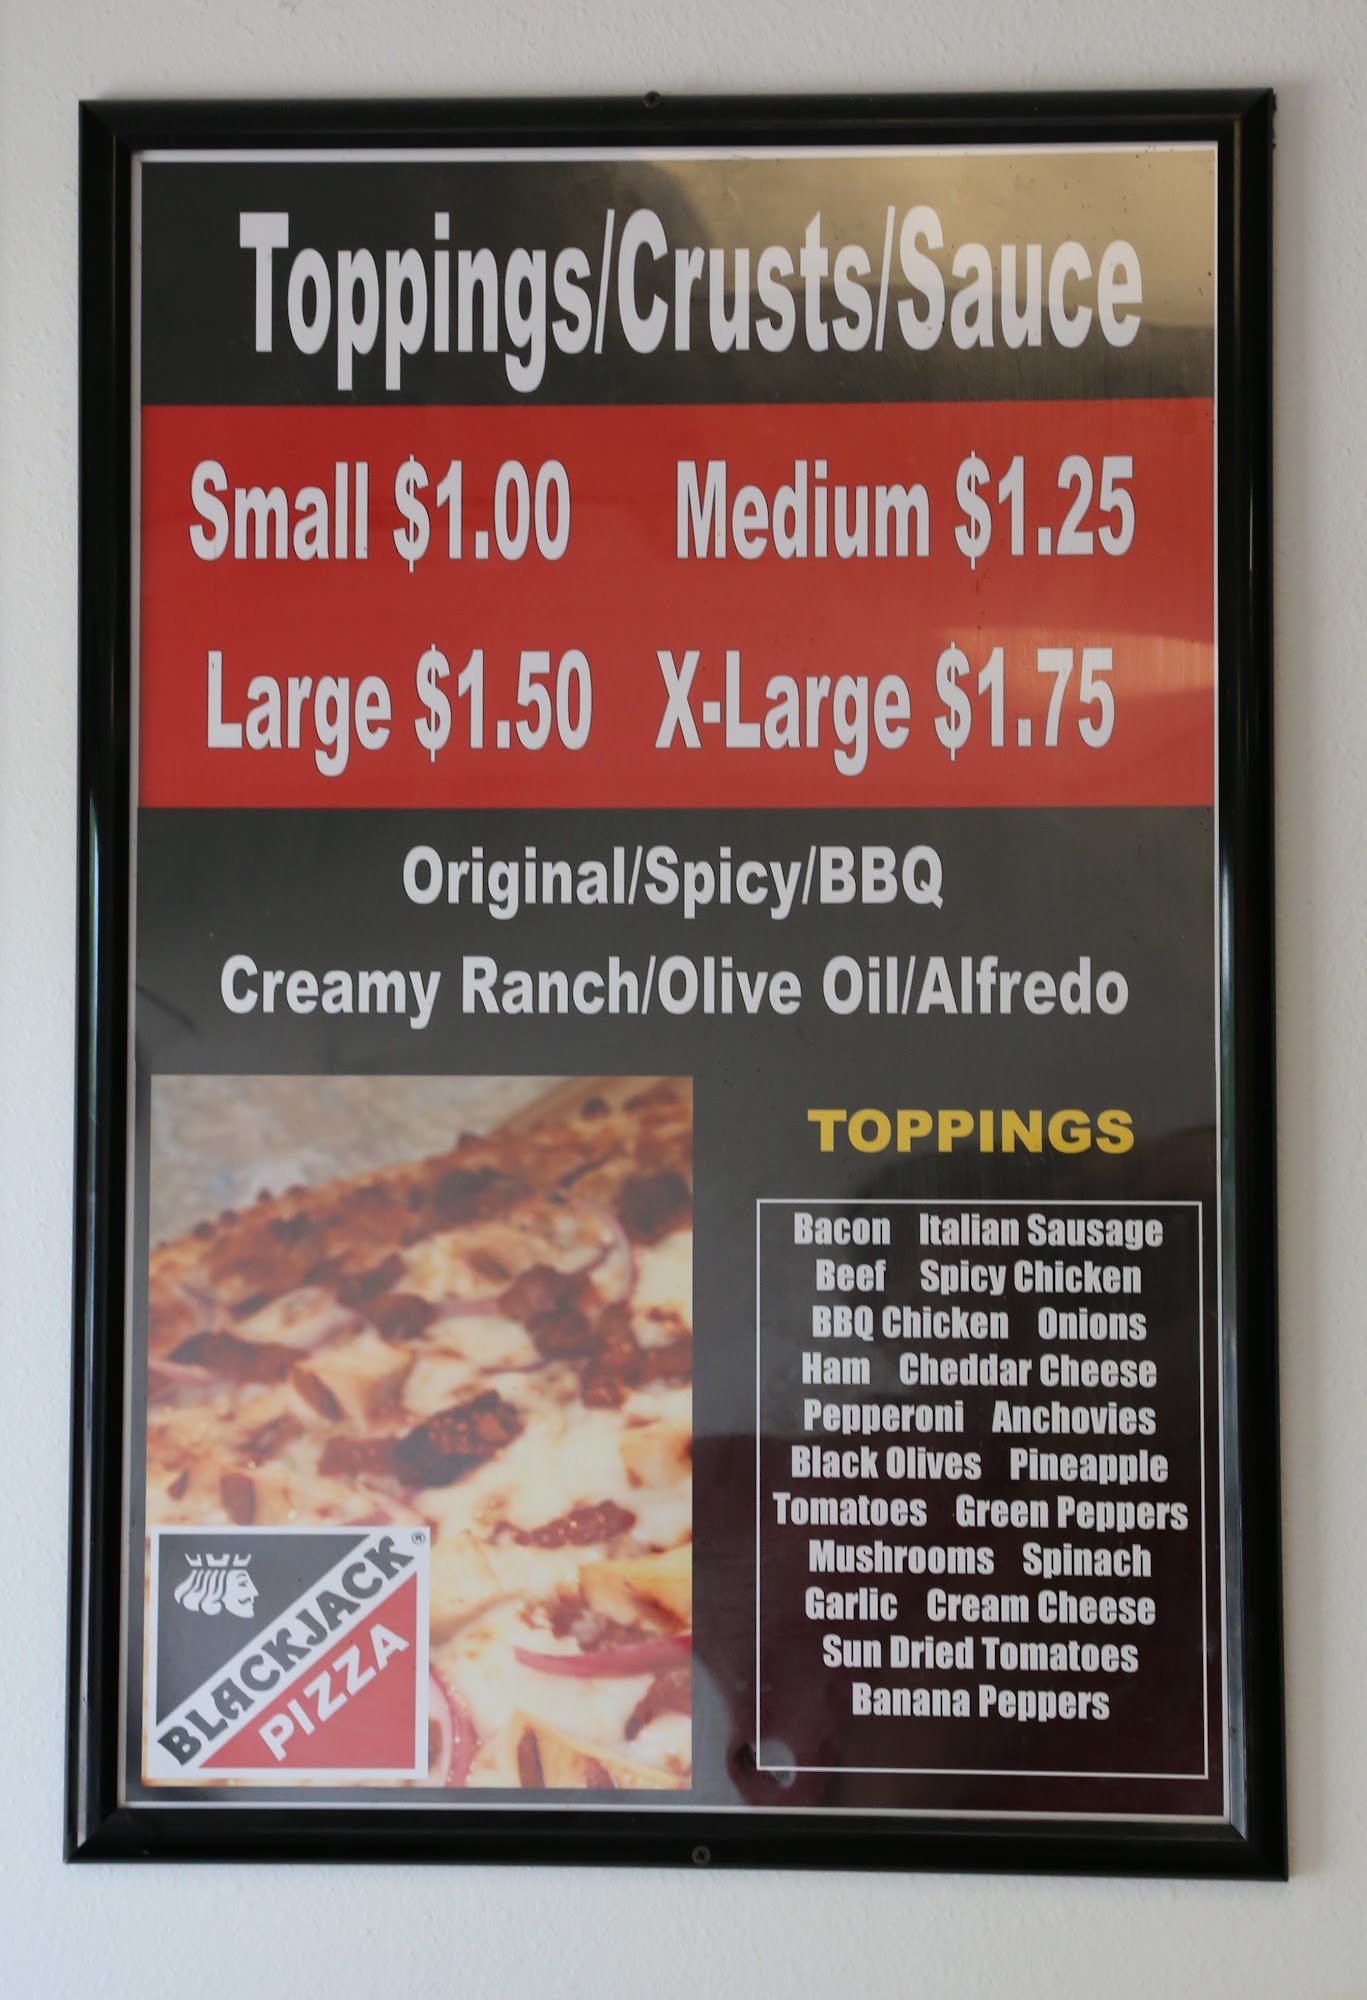 Toppings/Crusts/Sauce
Small $1.00 Medium $1.25
Large $1.50 X-Large $1.75
Original/Spicy/BBQ
Creamy Ranch/Olive Oil/Alfredo
TOPPINGS
Bacon Italian Sausage
Beef Spicy Chicken
BBQ Chicken Onions
Ham Cheddar Cheese
Pepperoni Anchovies
Black Olives Pineapple
Tomatoes Green Peppers
Mushrooms Spinach
Garlic Cream Cheese
Sun Dried Tomatoes
Banana Peppers
BLACKJACK®
PIZZA